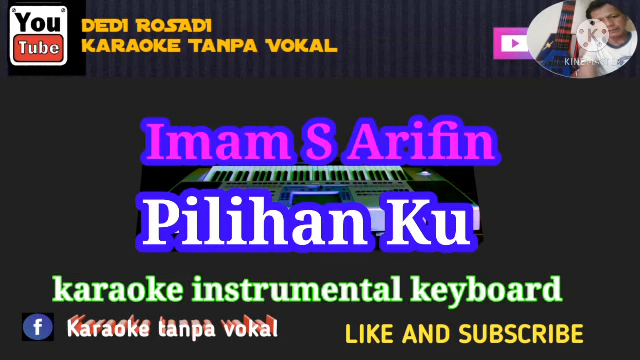 You
Tube
DEDI ROSADI
KARAOKE TANPA VOKAL
KINEMASTER
Imam S Arifin
Pilihan Ku
karaoke instrumental keyboard
f Karaoke tanpa vokal
LIKE AND SUBSCRIBE